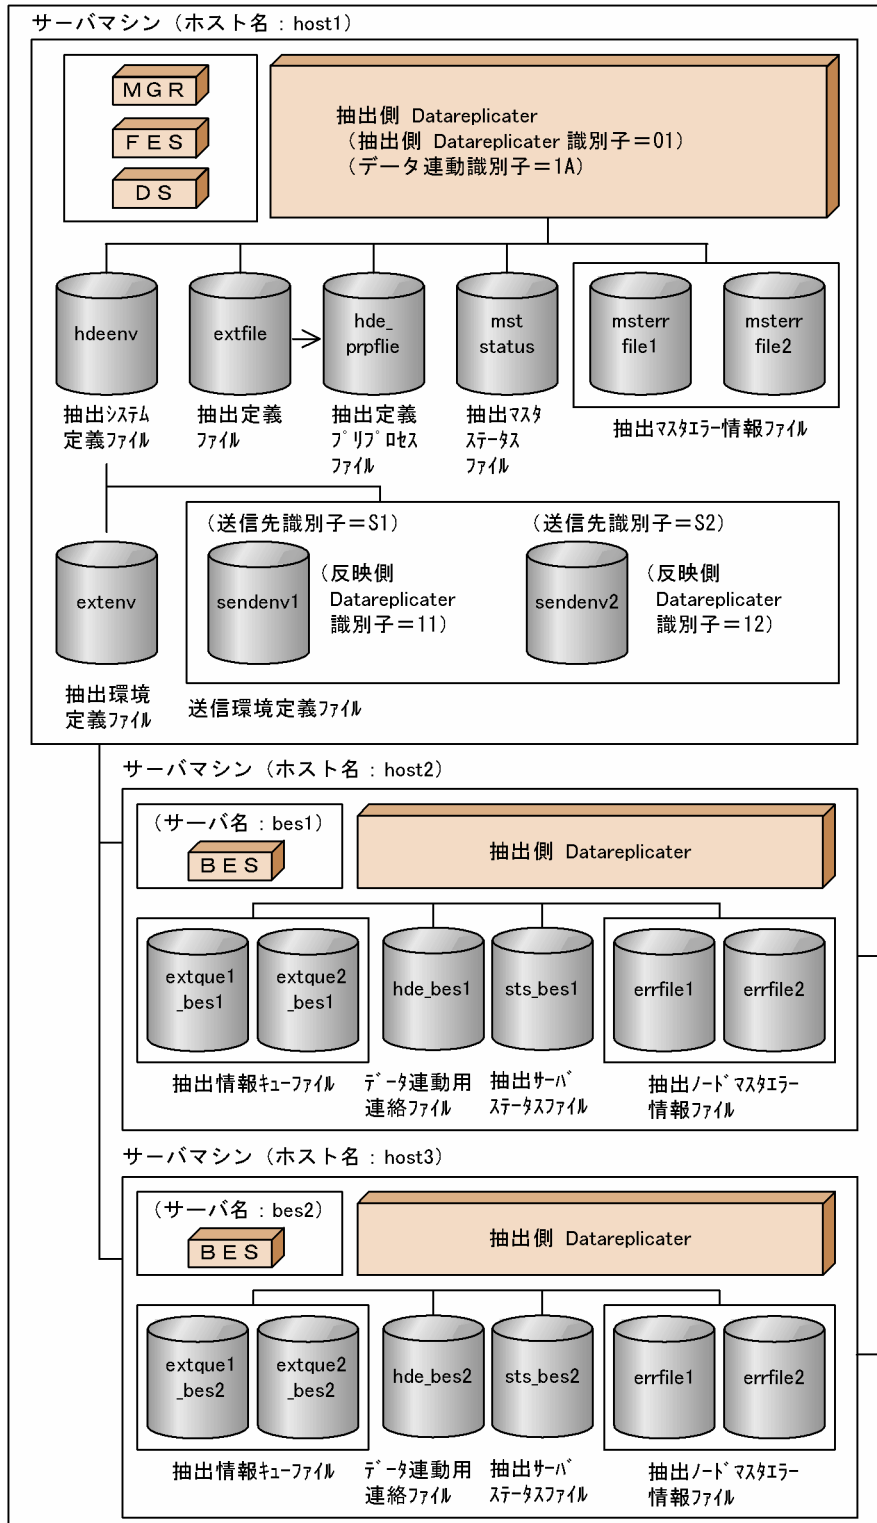 サーバマシン（ホスト名：host1）
MGR
FES
DS
抽出側 Datareplicater
（抽出側 Datareplicater 識別子＝01）
（データ連動識別子＝1A）
hdeenv
extfile
hde_
prpflie
mst
status
msterr
file1
msterr
file2
抽出ｼｽﾃﾑ
定義ﾌｧｲﾙ
抽出定義
ﾌｧｲﾙ
抽出定義
ﾌﾟﾘﾌﾟﾛｾｽ
ﾌｧｲﾙ
抽出ﾏｽﾀ
ｽﾃｰﾀｽ
ﾌｧｲﾙ
抽出ﾏｽﾀｴﾗｰ情報ﾌｧｲﾙ
（送信先識別子＝S1）
（送信先識別子＝S2）
extenv
sendenv1
（反映側
Datareplicater
識別子＝11）
sendenv2
（反映側
Datareplicater
識別子＝12）
抽出環境
定義ﾌｧｲﾙ
送信環境定義ﾌｧｲﾙ
サーバマシン（ホスト名：host2）
（サーバ名：bes1）
BES
抽出側 Datareplicater
extque1
_bes1
extque2
_bes1
hde_bes1
sts_bes1
errfile1
errfile2
抽出情報ｷｭｰﾌｧｲﾙ
ﾃﾞｰﾀ連動用
連絡ﾌｧｲﾙ
抽出ｻｰﾊﾞ
ｽﾃｰﾀｽﾌｧｲﾙ
抽出ﾉｰﾄﾞﾏｽﾀｴﾗｰ
情報ﾌｧｲﾙ
サーバマシン（ホスト名：host3）
（サーバ名：bes2）
BES
抽出側 Datareplicater
extque1
_bes2
extque2
_bes2
hde_bes2
sts_bes2
errfile1
errfile2
抽出情報ｷｭｰﾌｧｲﾙ
ﾃﾞｰﾀ連動用
連絡ﾌｧｲﾙ
抽出ｻｰﾊﾞ
ｽﾃｰﾀｽﾌｧｲﾙ
抽出ﾉｰﾄﾞﾏｽﾀｴﾗｰ
情報ﾌｧｲﾙ